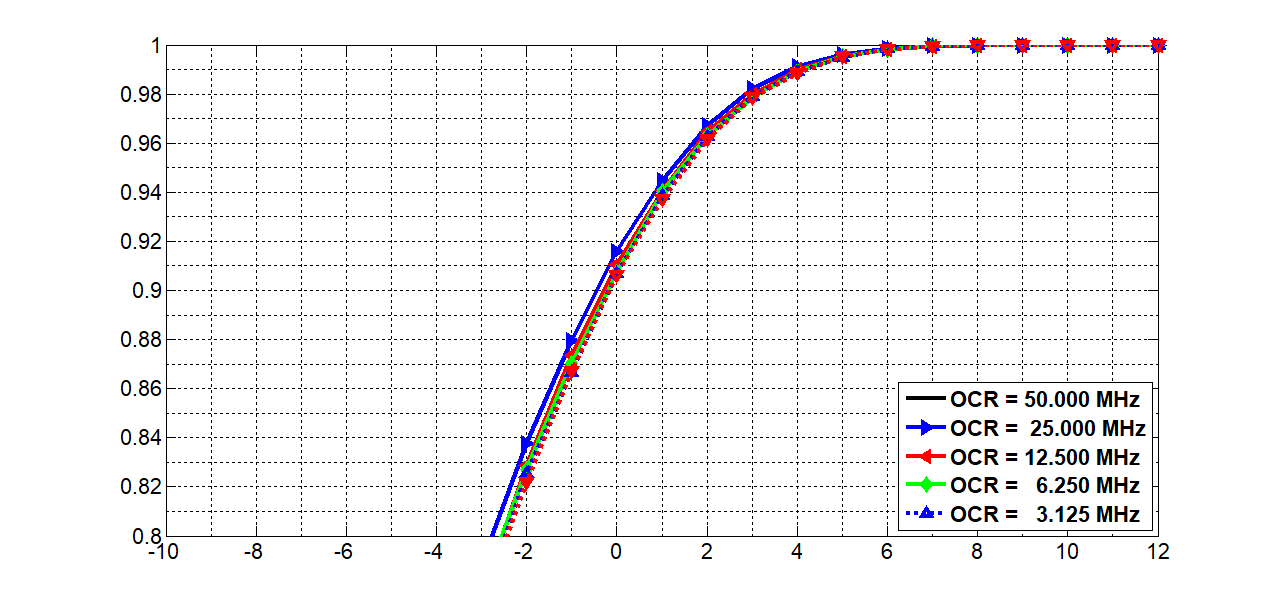 1
0.98
0.96
0.94
0.92
0.9
0.88
0.86
0.84
0.82
0.8
-10 -8 -6 -4 -2 0 2 4 6 8 10 12
OCR = 50.000 MHz
OCR = 25.000 MHz
OCR = 12.500 MHz
OCR = 6.250 MHz
OCR = 3.125 MHz